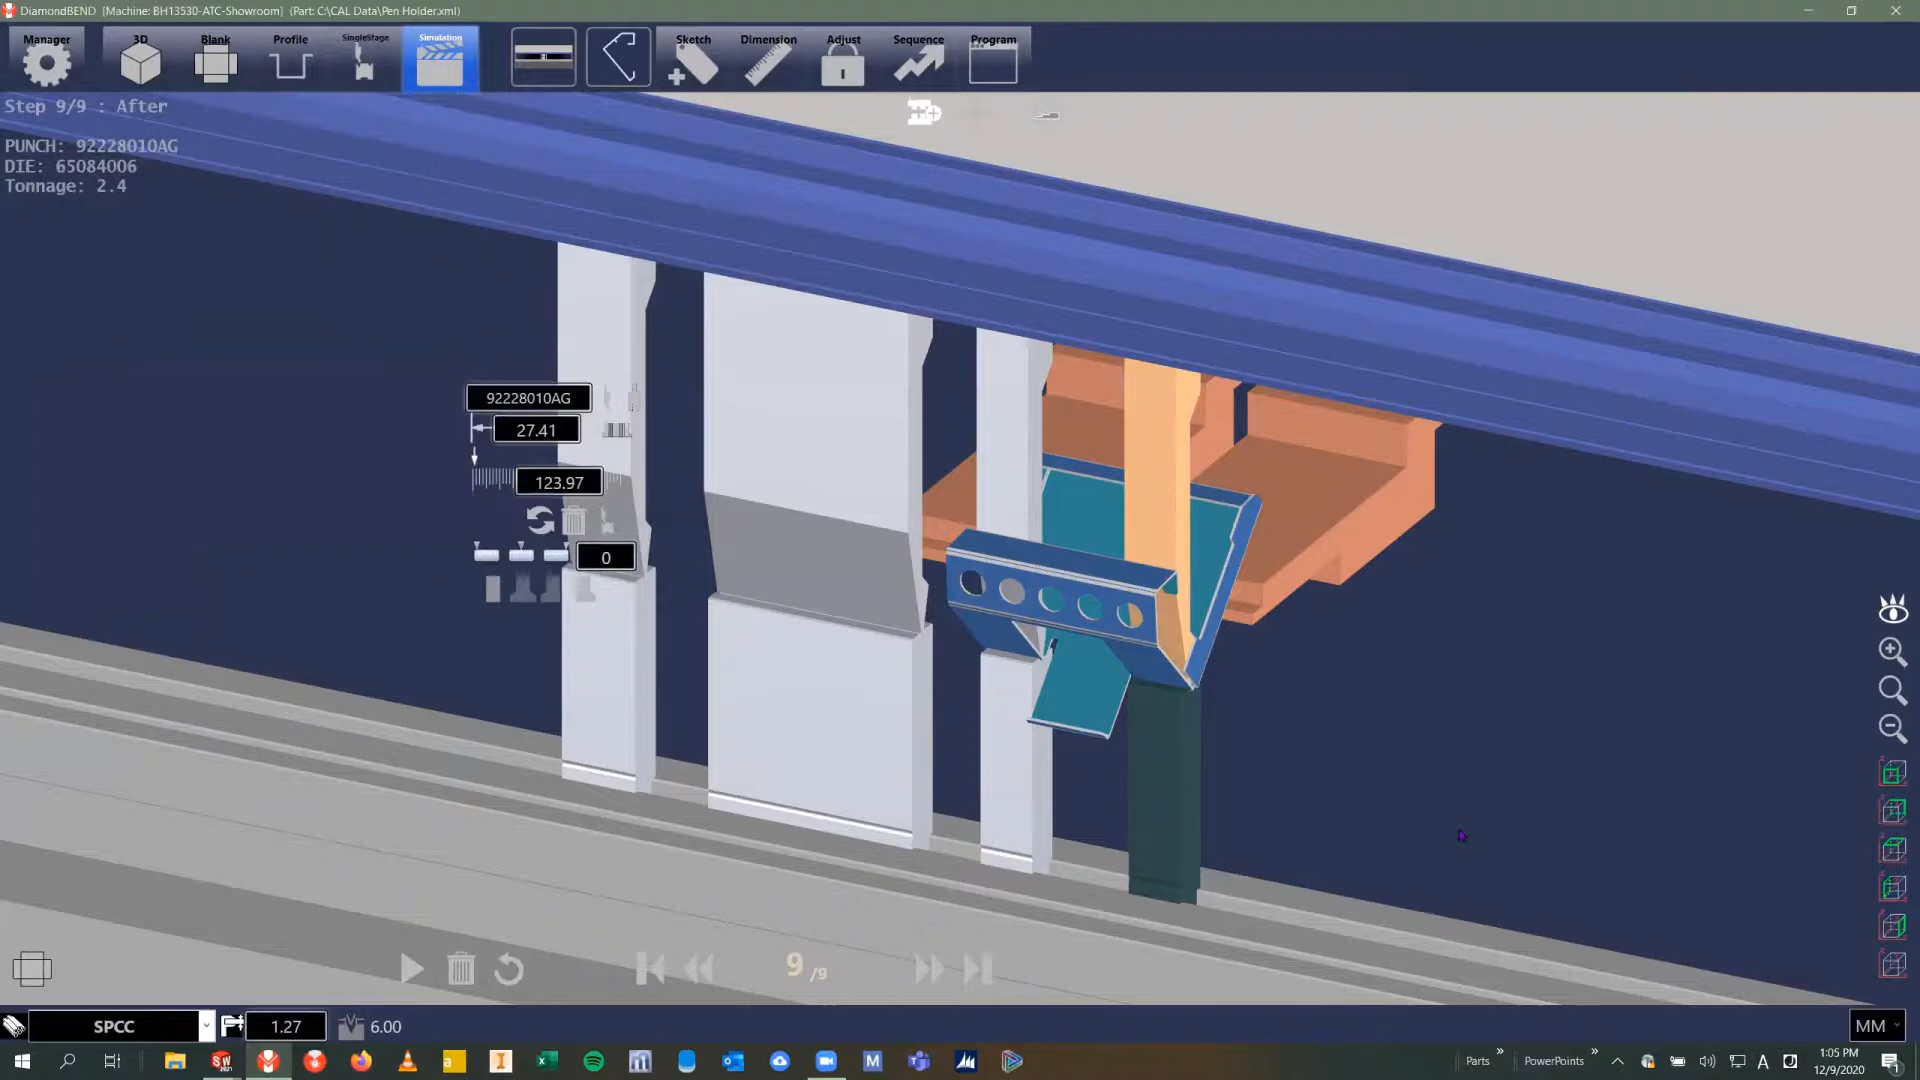 DiamondBEND [Machine: BH13530-ATC-Showroom] (Part: C:\CAL Data\Pen Holder.xml)
Manager 3D Blank Profile SingleStage Simulation Sketch Dimension Adjust Sequence Program
Step 9/9 : After
PUNCH: 92228010AG
DIE: 65084006
Tonnage: 2.4
92228010AG
27.41
123.97
0
9 /9
SPCC 1.27 6.00 MM
Parts PowerPoints A 1:05 PM
12/9/2020